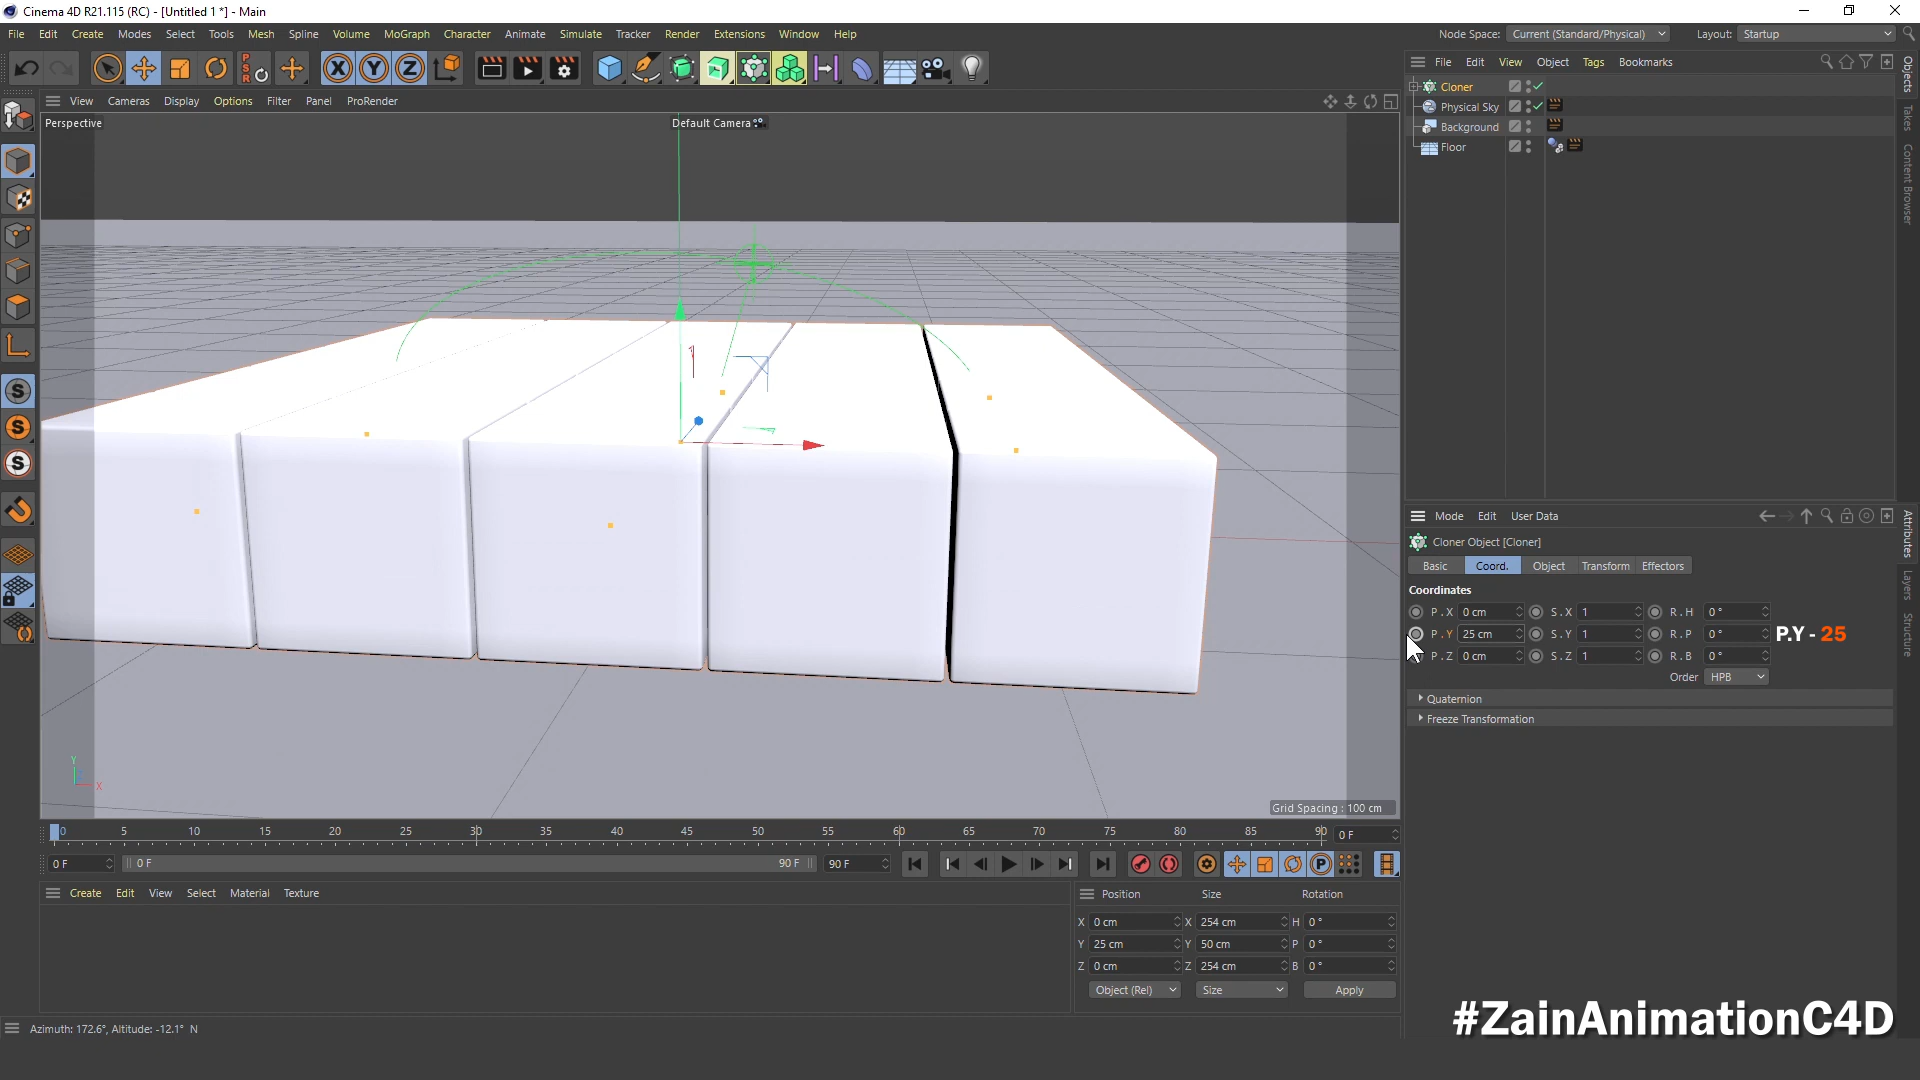 Cinema 4D R21.115 (RC) - [Untitled 1 *] - Main
File Edit Create Modes Select Tools Mesh Spline Volume MoGraph Character Animate Simulate Tracker Render Extensions Window Help
Node Space: Current (Standard/Physical) Layout: Startup
X Y Z
P S R
View Cameras Display Options Filter Panel ProRender
File Edit View Object Tags Bookmarks
Perspective
Default Camera
Cloner
Physical Sky
Background
Floor
Objects
Takes
Content Browser
S
S
S
Mode Edit User Data
Cloner Object [Cloner]
Basic Coord. Object Transform Effectors
Coordinates
P . X 0 cm S . X 1 R . H 0 °
P . Y 25 cm S . Y 1 R . P 0 °
P . Z 0 cm S . Z 1 R . B 0 °
Order HPB
Quaternion
Freeze Transformation
P.Y - 25
Attributes
Layers
Structure
Y
X
Grid Spacing : 100 cm
0 5 10 15 20 25 30 35 40 45 50 55 60 65 70 75 80 85 90 0 F
0 F 0 F 90 F 90 F P
Create Edit View Select Material Texture
Position Size Rotation
X 0 cm X 254 cm H 0 °
Y 25 cm Y 50 cm P 0 °
Z 0 cm Z 254 cm B 0 °
Object (Rel) Size Apply
Azimuth: 172.6°, Altitude: -12.1° N
#ZainAnimationC4D